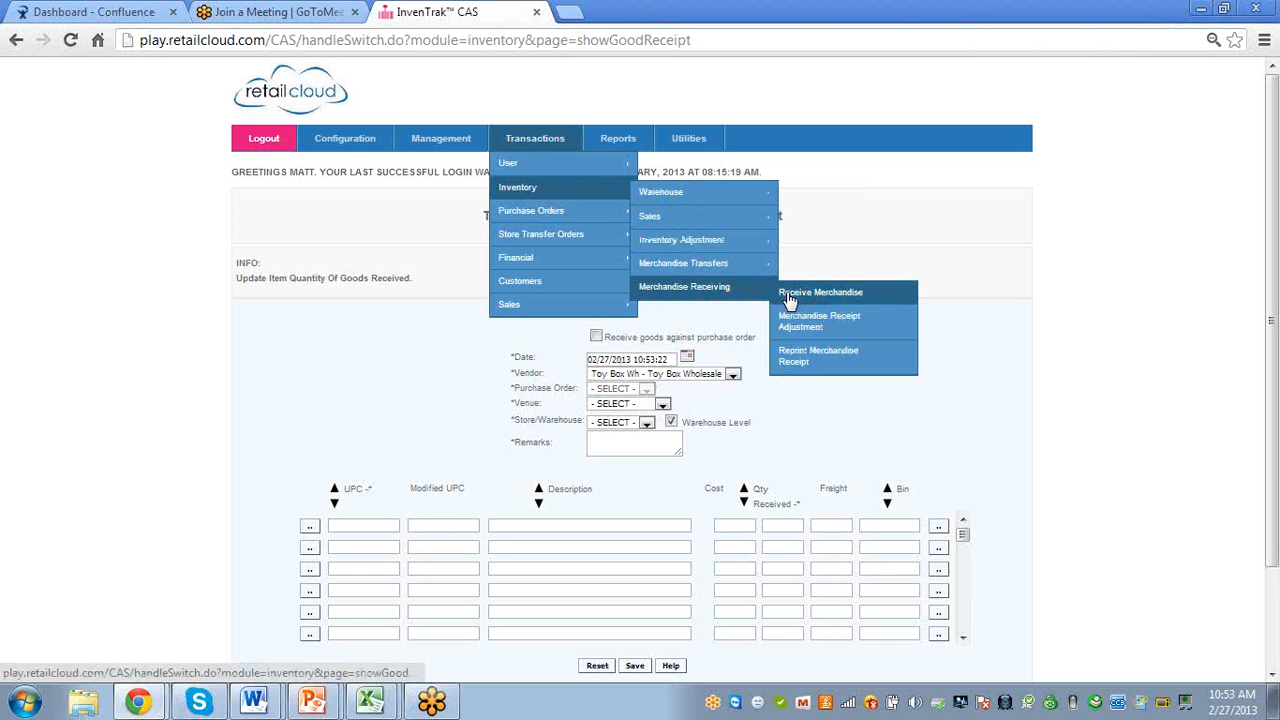 Dashboard - Confluence
Join a Meeting | GoToMee
InvenTrak™ CAS
play.retailcloud.com/CAS/handleSwitch.do?module=inventory&page=showGoodReceipt
retailcloud
Logout
Configuration
Management
Transactions
Reports
Utilities
GREETINGS MATT. YOUR LAST SUCCESSFUL LOGIN WA
, 2013 AT 08:15:19 AM.
User
Inventory
Purchase Orders
Store Transfer Orders
Financial
Customers
Sales
Warehouse
Sales
Inventory Adjustment
Merchandise Transfers
Merchandise Receiving
Receive Merchandise
Merchandise Receipt
Adjustment
Reprint Merchandise
Receipt
INFO:
Update Item Quantity Of Goods Received.
Receive goods against purchase order
*Date: 02/27/2013 10:53:22
*Vendor: Toy Box Wh - Toy Box Wholesale
*Purchase Order: - SELECT -
*Venue: - SELECT -
*Store/Warehouse: - SELECT - Warehouse Level
*Remarks:
UPC -* Modified UPC Description Cost Qty Freight Bin
Received -*
Reset Save Help
play.retailcloud.com/CAS/handleSwitch.do?module=inventory&page=showGood...
10:53 AM
2/27/2013